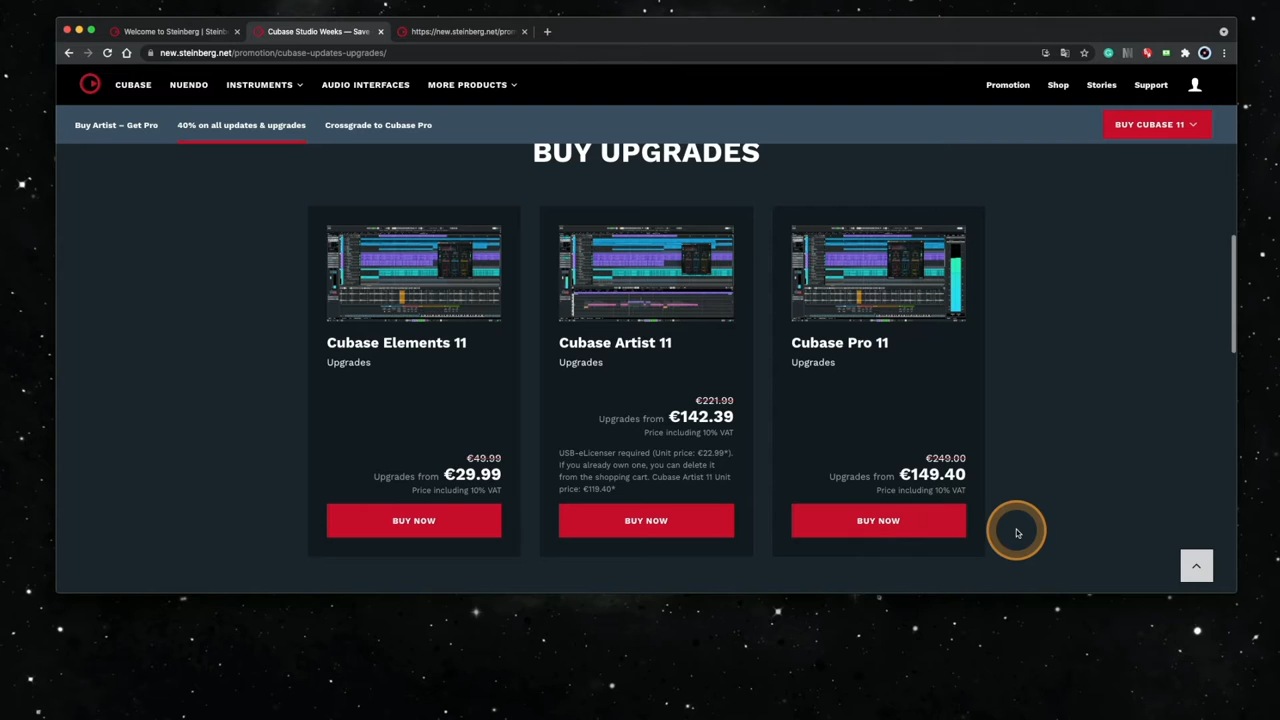 Welcome to Steinberg | Steinb
Cubase Studio Weeks — Save
https://new.steinberg.net/prom
new.steinberg.net/promotion/cubase-updates-upgrades/
CUBASE
NUENDO
INSTRUMENTS
AUDIO INTERFACES
MORE PRODUCTS
Promotion
Shop
Stories
Support
Buy Artist – Get Pro
40% on all updates & upgrades
Crossgrade to Cubase Pro
BUY CUBASE 11
BUY UPGRADES
Cubase Elements 11
Upgrades
€49.99
Upgrades from €29.99
Price including 10% VAT
BUY NOW
Cubase Artist 11
Upgrades
€221.99
Upgrades from €142.39
Price including 10% VAT
USB-eLicenser required (Unit price: €22.99*).
If you already own one, you can delete it
from the shopping cart. Cubase Artist 11 Unit
price: €119.40*
BUY NOW
Cubase Pro 11
Upgrades
€249.00
Upgrades from €149.40
Price including 10% VAT
BUY NOW